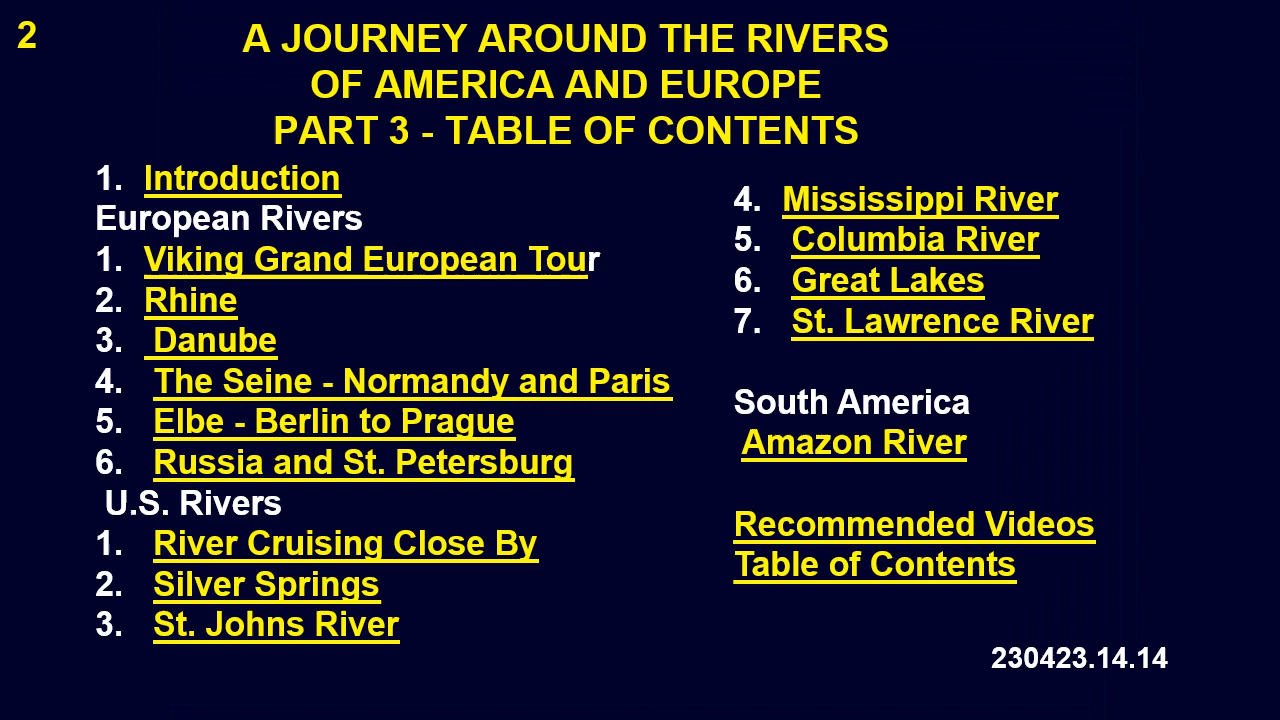 2
A JOURNEY AROUND THE RIVERS
OF AMERICA AND EUROPE
PART 3 - TABLE OF CONTENTS
1. Introduction
European Rivers
1. Viking Grand European Tour
2. Rhine
3. Danube
4. The Seine - Normandy and Paris
5. Elbe - Berlin to Prague
6. Russia and St. Petersburg
U.S. Rivers
1. River Cruising Close By
2. Silver Springs
3. St. Johns River
4. Mississippi River
5. Columbia River
6. Great Lakes
7. St. Lawrence River
South America
Amazon River
Recommended Videos
Table of Contents
230423.14.14